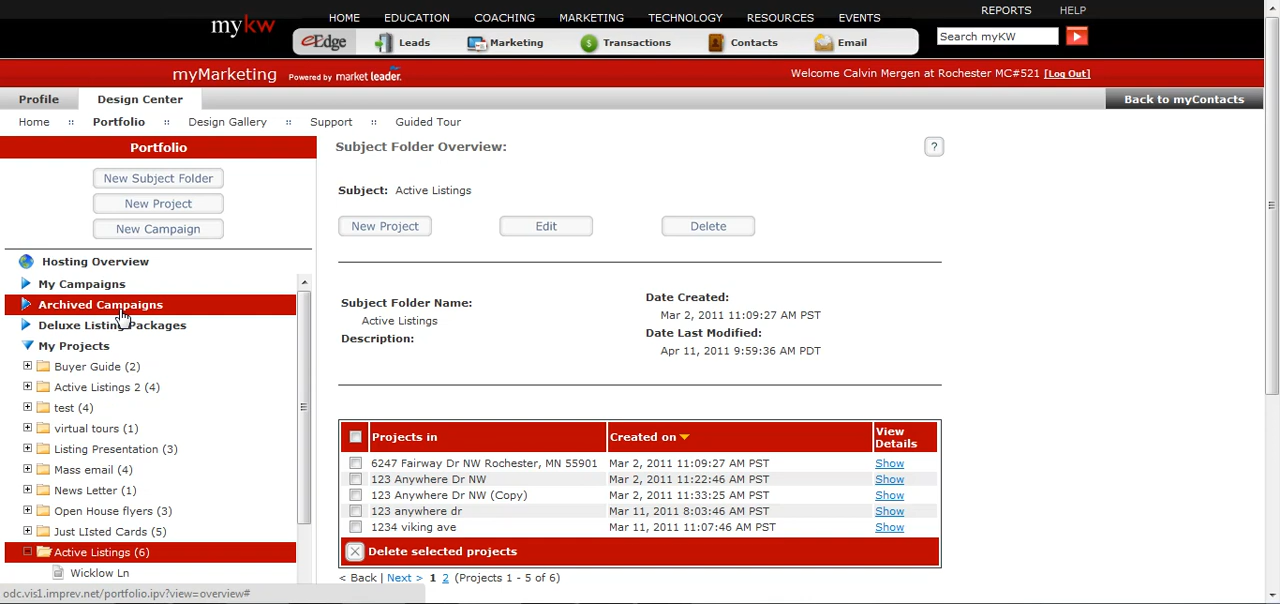 HOME EDUCATION COACHING MARKETING TECHNOLOGY RESOURCES EVENTS REPORTS HELP
mykw
eEdge Leads Marketing Transactions Contacts Email Search myKW
myMarketing Powered by market leader. Welcome Calvin Mergen at Rochester MC#521 [Log Out]
Profile Design Center Back to myContacts
Home :: Portfolio :: Design Gallery :: Support :: Guided Tour
Portfolio
New Subject Folder
New Project
New Campaign
Hosting Overview
My Campaigns
Archived Campaigns
Deluxe Listing Packages
My Projects
Buyer Guide (2)
Active Listings 2 (4)
test (4)
virtual tours (1)
Listing Presentation (3)
Mass email (4)
News Letter (1)
Open House flyers (3)
Just LIsted Cards (5)
Active Listings (6)
Wicklow Ln
odc.vis1.imprev.net/portfolio.ipv?view=overview#
Subject Folder Overview: ?
Subject: Active Listings
New Project Edit Delete
Subject Folder Name:
Active Listings
Description:
Date Created:
Mar 2, 2011 11:09:27 AM PST
Date Last Modified:
Apr 11, 2011 9:59:36 AM PDT
Projects in Created on View Details
6247 Fairway Dr NW Rochester, MN 55901 Mar 2, 2011 11:09:27 AM PST Show
123 Anywhere Dr NW Mar 2, 2011 11:22:46 AM PST Show
123 Anywhere Dr NW (Copy) Mar 2, 2011 11:33:25 AM PST Show
123 anywhere dr Mar 11, 2011 8:03:46 AM PST Show
1234 viking ave Mar 11, 2011 11:07:46 AM PST Show
Delete selected projects
< Back | Next > 1 2 (Projects 1 - 5 of 6)